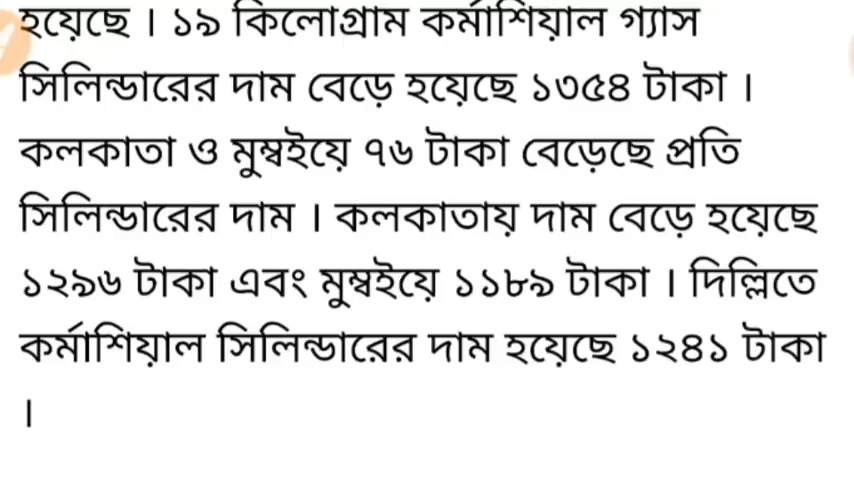 হয়েছে । ১৯ কিলোগ্রাম কর্মাশিয়াল গ্যাস
সিলিন্ডারের দাম বেড়ে হয়েছে ১৩৫৪ টাকা ।
কলকাতা ও মুম্বইয়ে ৭৬ টাকা বেড়েছে প্রতি
সিলিন্ডারের দাম । কলকাতায় দাম বেড়ে হয়েছে
১২৯৬ টাকা এবং মুম্বইয়ে ১১৮৯ টাকা । দিল্লিতে
কর্মাশিয়াল সিলিন্ডারের দাম হয়েছে ১২৪১ টাকা
।